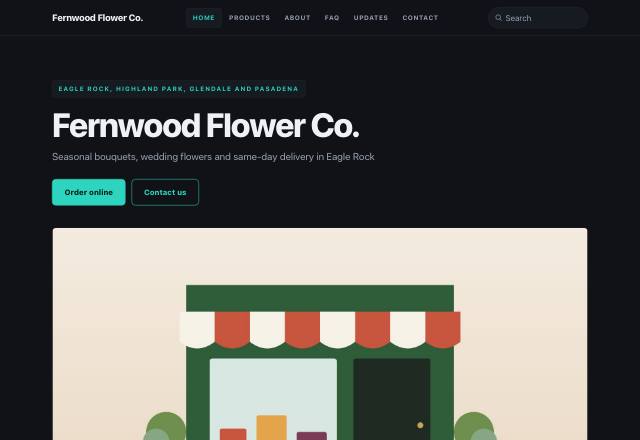 Fernwood Flower Co.
HOME PRODUCTS ABOUT FAQ UPDATES CONTACT
Search
EAGLE ROCK, HIGHLAND PARK, GLENDALE AND PASADENA
Fernwood Flower Co.
Seasonal bouquets, wedding flowers and same-day delivery in Eagle Rock
Order online
Contact us